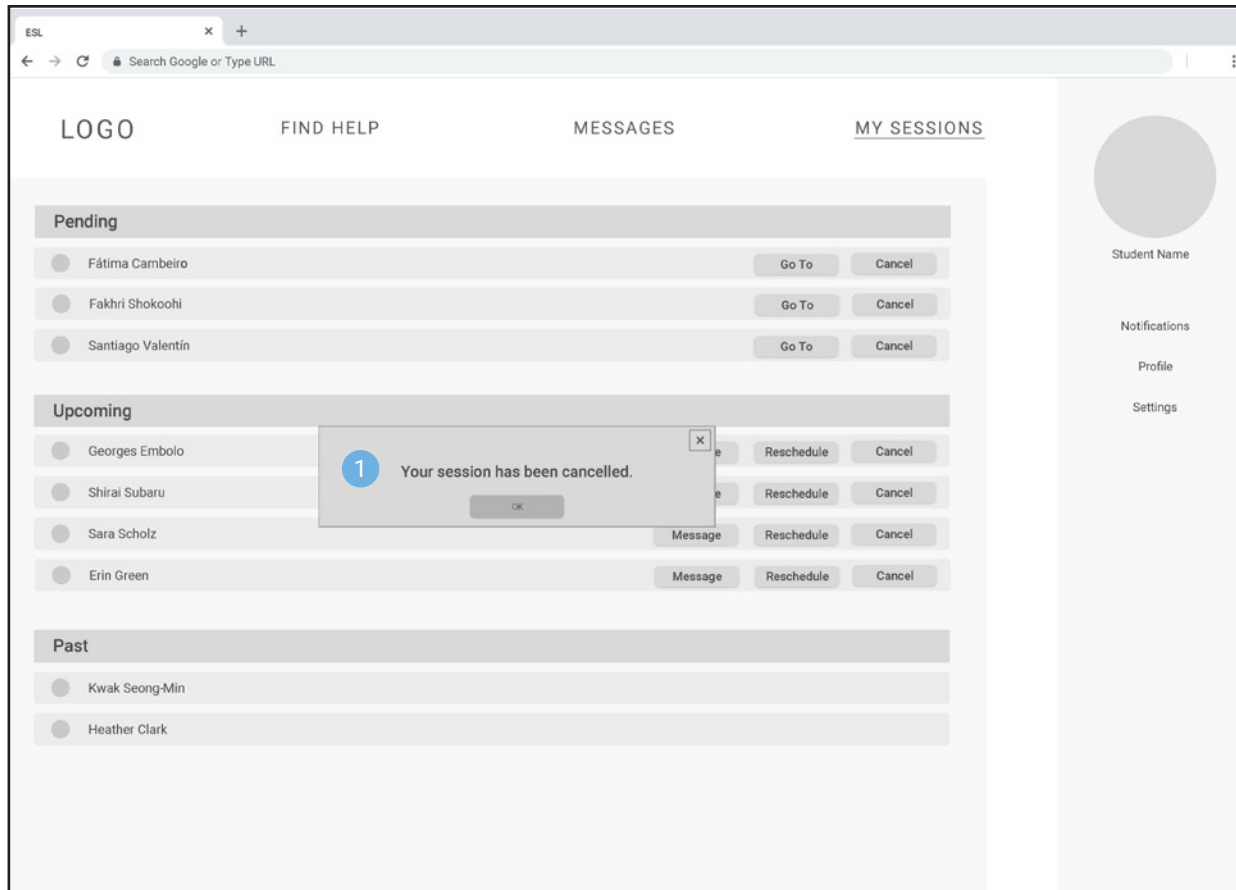 ESL
Search Google or Type URL
LOGO FIND HELP MESSAGES MY SESSIONS
Student Name
Notifications
Profile
Settings
Pending
Fátima Cambeiro Go To Cancel
Fakhri Shokoohi Go To Cancel
Santiago Valentín Go To Cancel
Upcoming
Georges Embolo Reschedule Cancel
Shirai Subaru Reschedule Cancel
Sara Scholz Message Reschedule Cancel
Erin Green Message Reschedule Cancel
1 Your session has been cancelled.
OK
Past
Kwak Seong-Min
Heather Clark